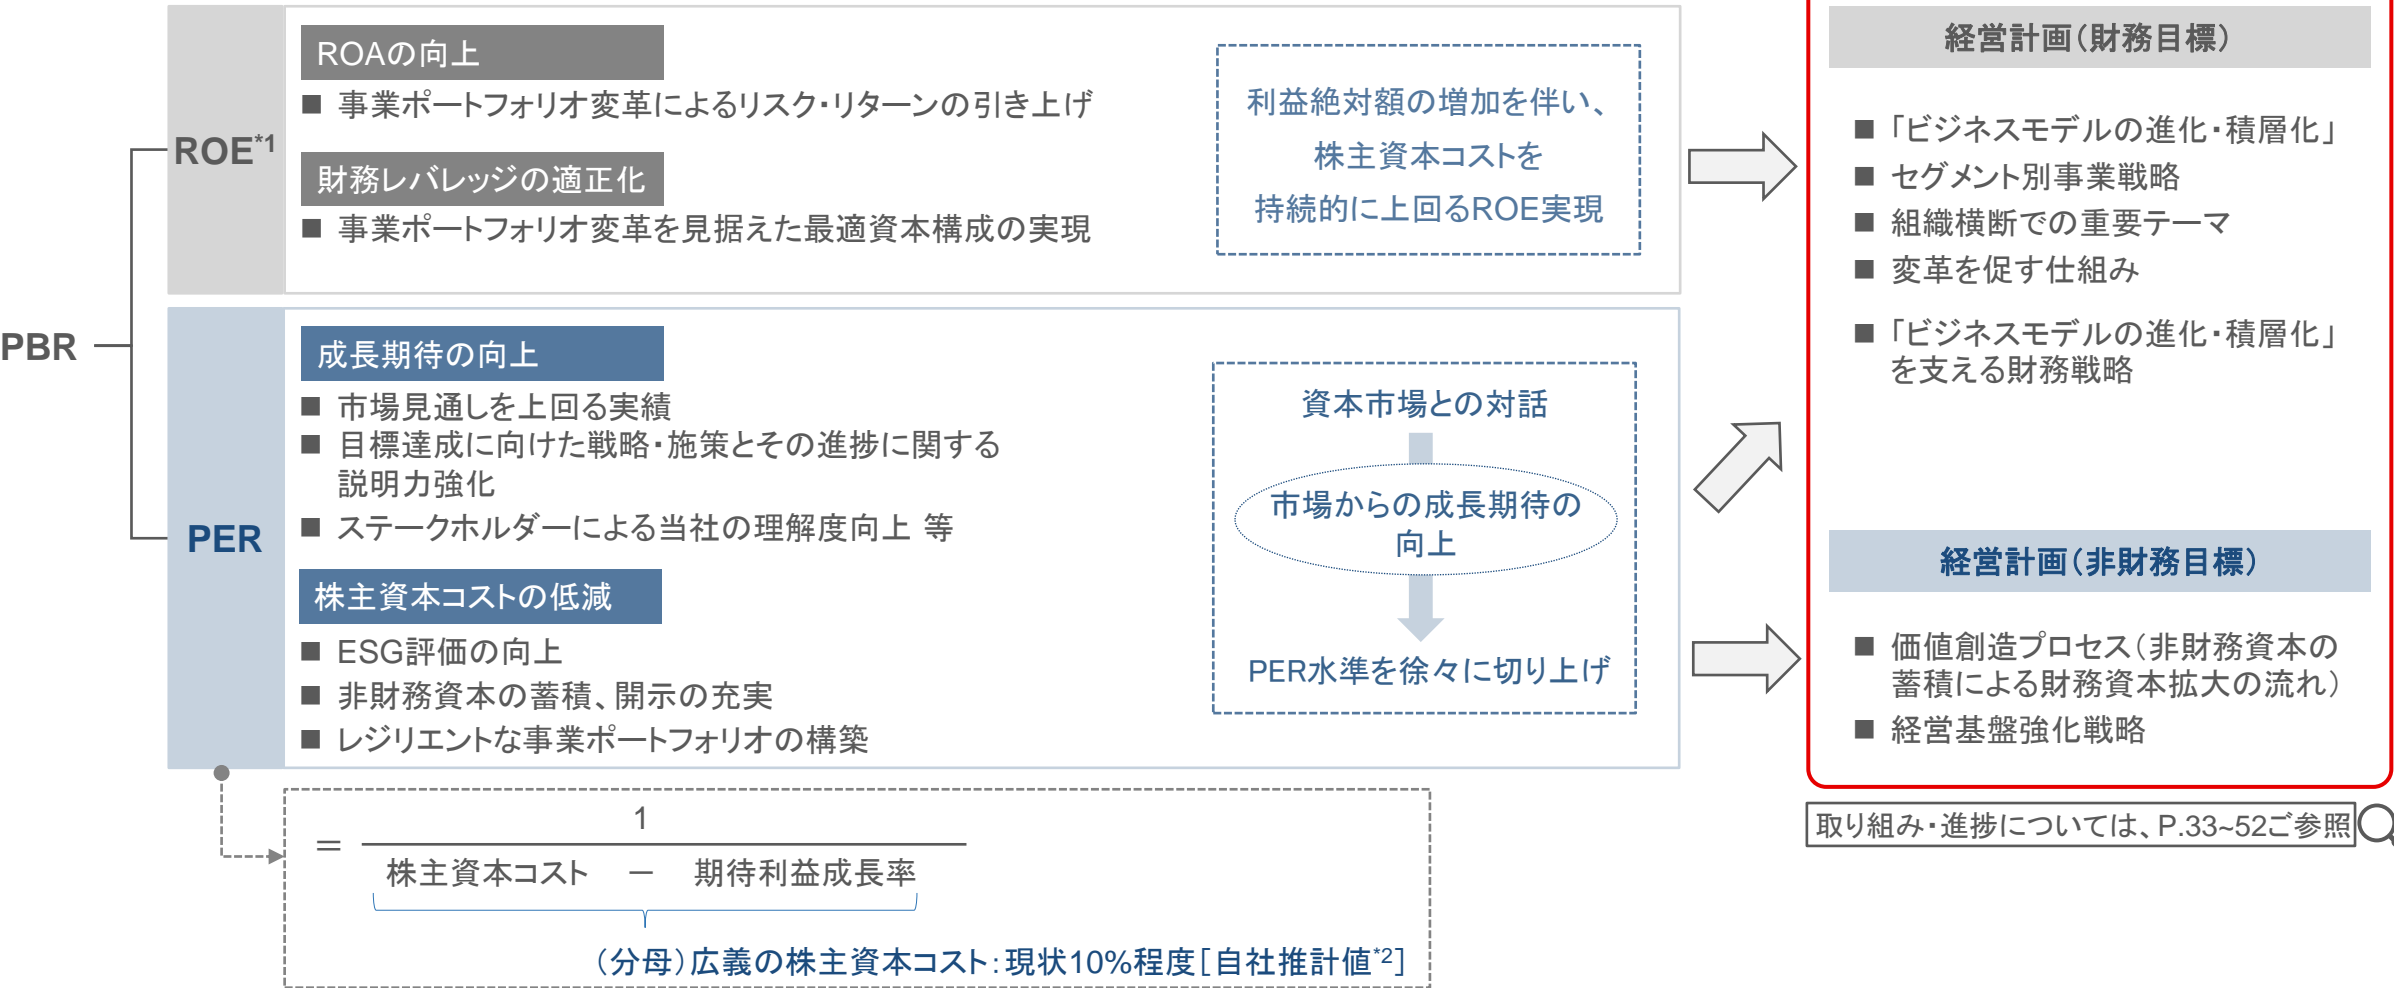 PBR
ROE*1
ROAの向上
■ 事業ポートフォリオ変革によるリスク・リターンの引き上げ
財務レバレッジの適正化
■ 事業ポートフォリオ変革を見据えた最適資本構成の実現
利益絶対額の増加を伴い、
株主資本コストを
持続的に上回るROE実現
PER
成長期待の向上
■ 市場見通しを上回る実績
■ 目標達成に向けた戦略・施策とその進捗に関する
説明力強化
■ ステークホルダーによる当社の理解度向上 等
株主資本コストの低減
■ ESG評価の向上
■ 非財務資本の蓄積、開示の充実
■ レジリエントな事業ポートフォリオの構築
資本市場との対話
市場からの成長期待の
向上
PER水準を徐々に切り上げ
＝
1
株主資本コスト － 期待利益成長率
（分母）広義の株主資本コスト：現状10%程度［自社推計値*2］
経営計画（財務目標）
■ 「ビジネスモデルの進化・積層化」
■ セグメント別事業戦略
■ 組織横断での重要テーマ
■ 変革を促す仕組み
■ 「ビジネスモデルの進化・積層化」
を支える財務戦略
経営計画（非財務目標）
■ 価値創造プロセス（非財務資本の
蓄積による財務資本拡大の流れ）
■ 経営基盤強化戦略
取り組み・進捗については、P.33~52ご参照